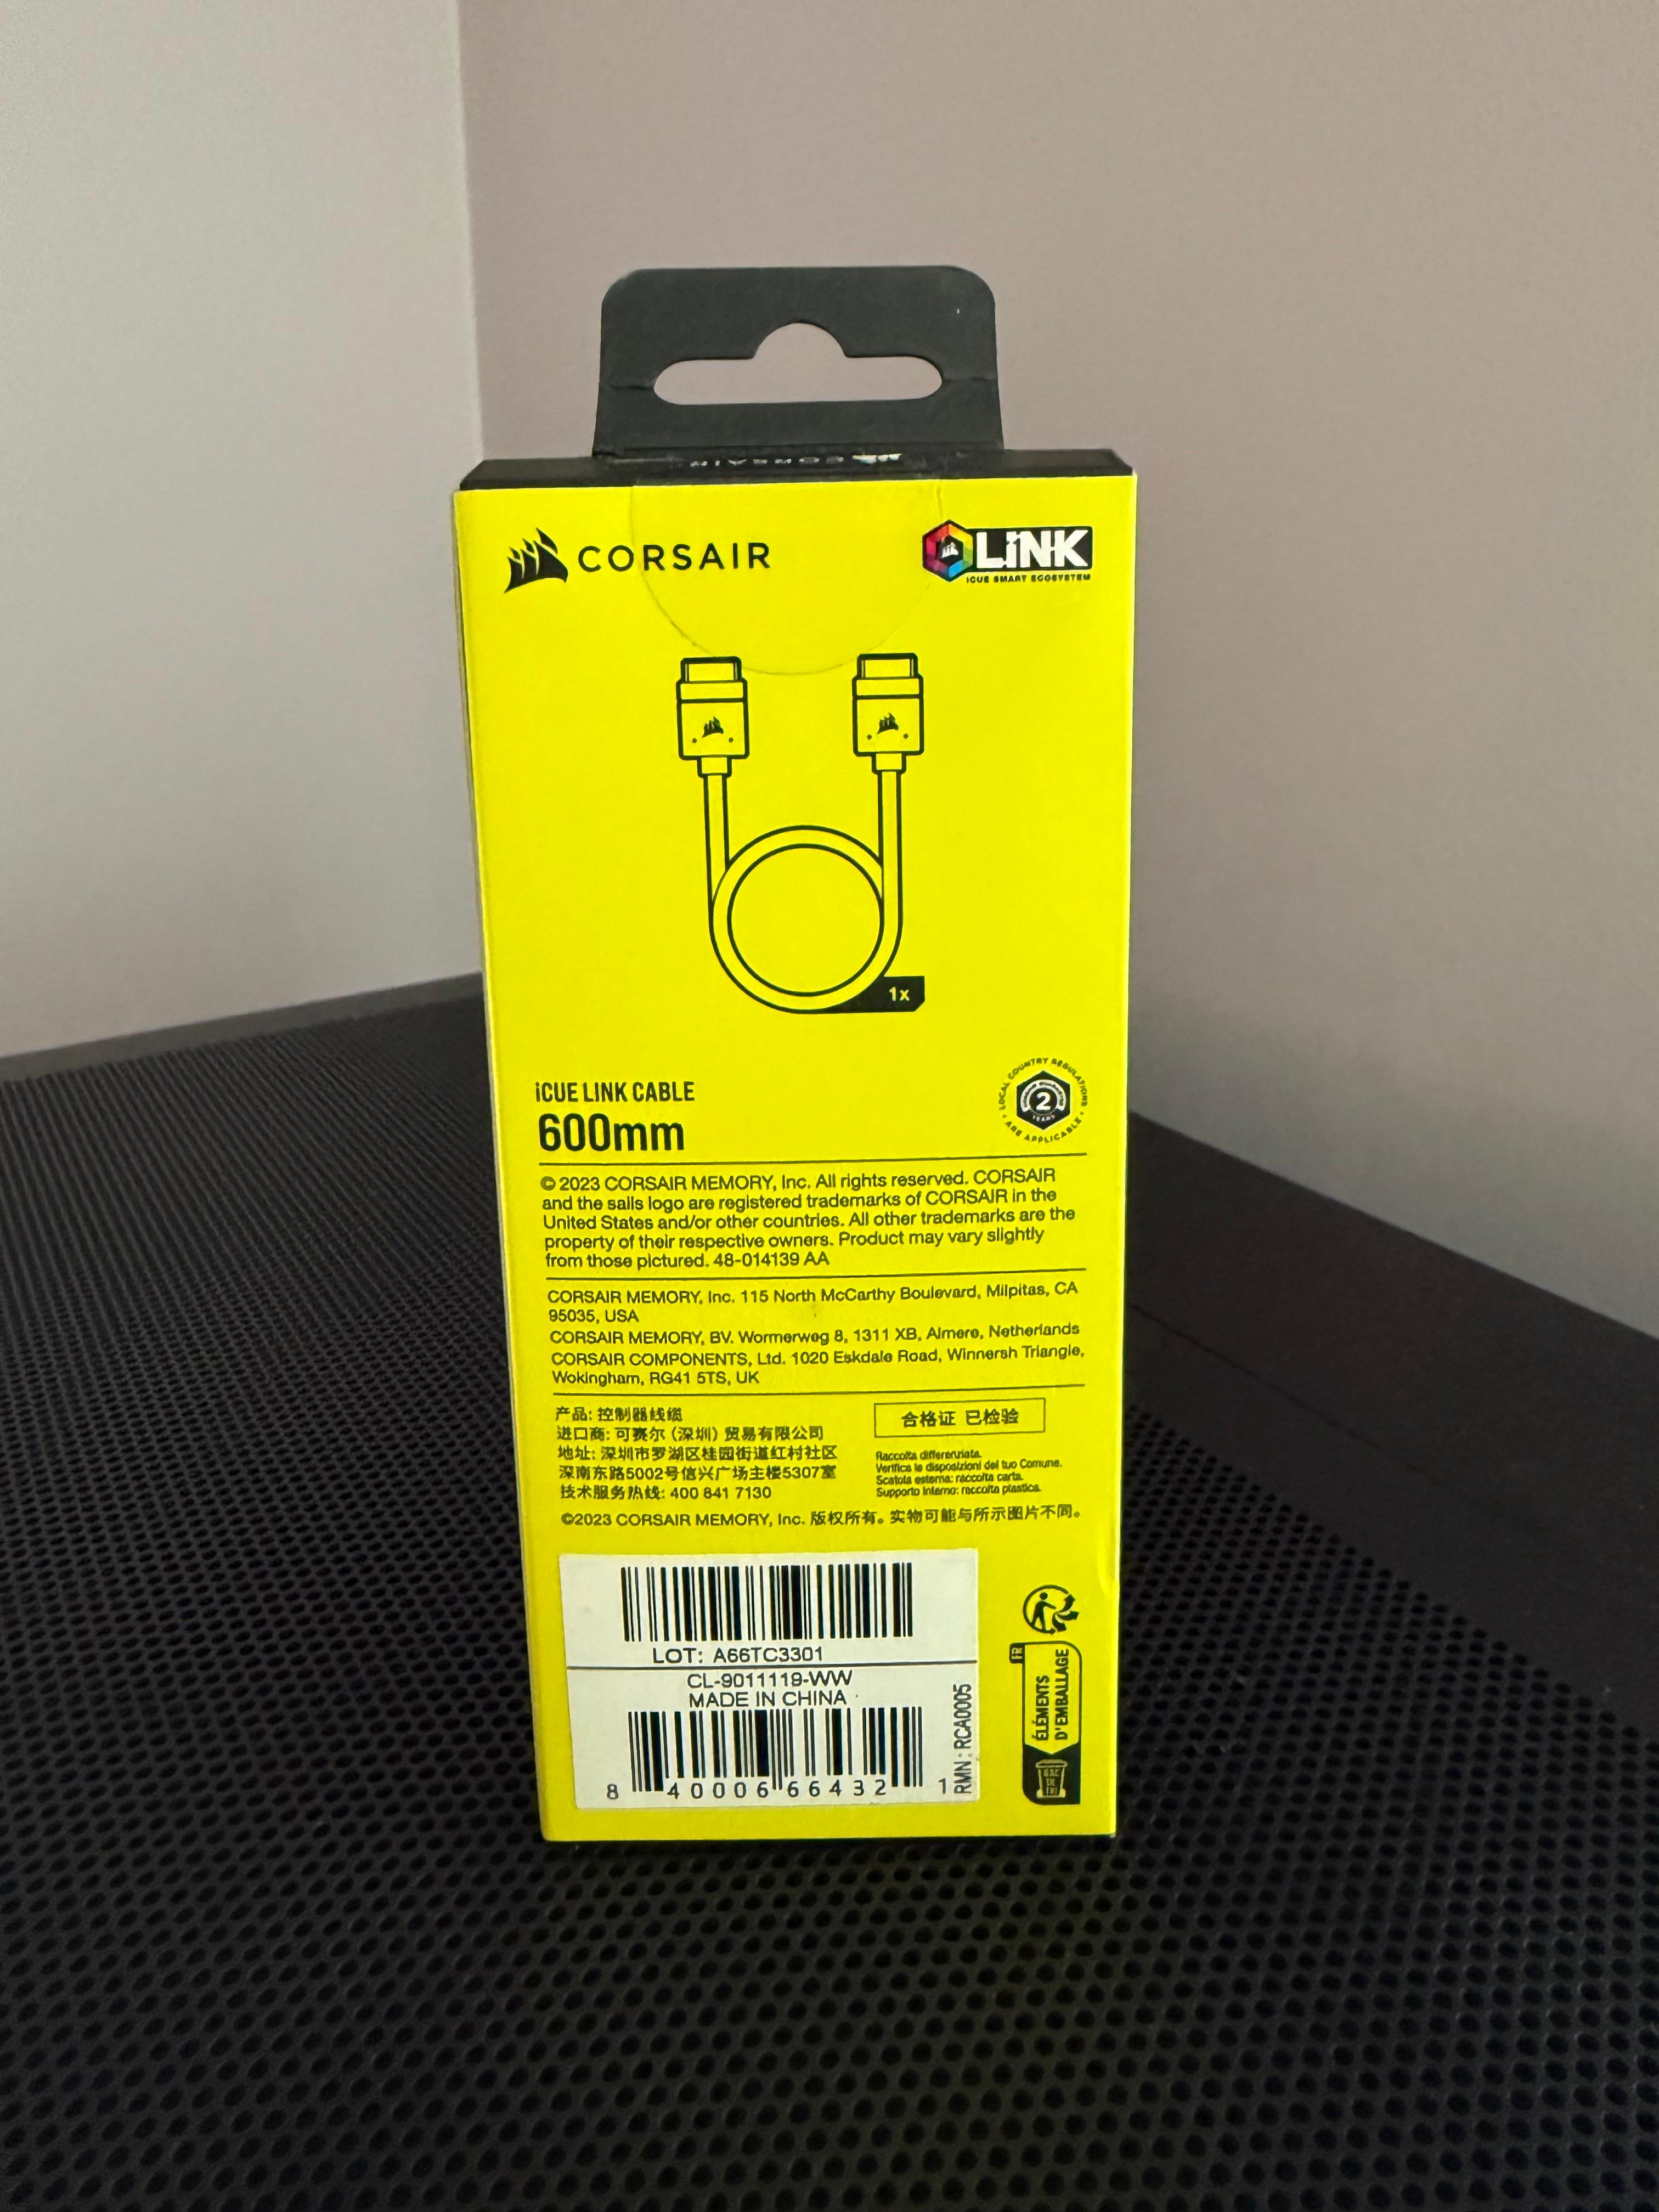 CORSAIR
LiNK
iCUE SMART ECOSYSTEM
1x
iCUE LINK CABLE
600mm
LOCAL COUNTRY REGULATIONS
2
YEARS
ARE APPLICABLE
© 2023 CORSAIR MEMORY, Inc. All rights reserved. CORSAIR
and the sails logo are registered trademarks of CORSAIR in the
United States and/or other countries. All other trademarks are the
property of their respective owners. Product may vary slightly
from those pictured. 48-014139 AA
CORSAIR MEMORY, Inc. 115 North McCarthy Boulevard, Milpitas, CA
95035, USA
CORSAIR MEMORY, BV. Wormerweg 8, 1311 XB, Almere, Netherlands
CORSAIR COMPONENTS, Ltd. 1020 Eskdale Road, Winnersh Triangle,
Wokingham, RG41 5TS, UK
产品: 控制器线缆
进口商: 可赛尔 (深圳) 贸易有限公司
地址: 深圳市罗湖区桂园街道红村社区
深南东路5002号信兴广场主楼5307室
技术服务热线: 400 841 7130
合格证 已检验
Raccolta differenziata.
Verifica le disposizioni del tuo Comune.
Scatola esterna: raccolta carta.
Supporto interno: raccolta plastica.
©2023 CORSAIR MEMORY, Inc. 版权所有。实物可能与所示图片不同。
LOT: A66TC3301
CL-9011119-WW
MADE IN CHINA
8 40006 66432 1
RMN : RCA0005
FR
ÉLÉMENTS
D'EMBALLAGE
BAC
DE
TRI